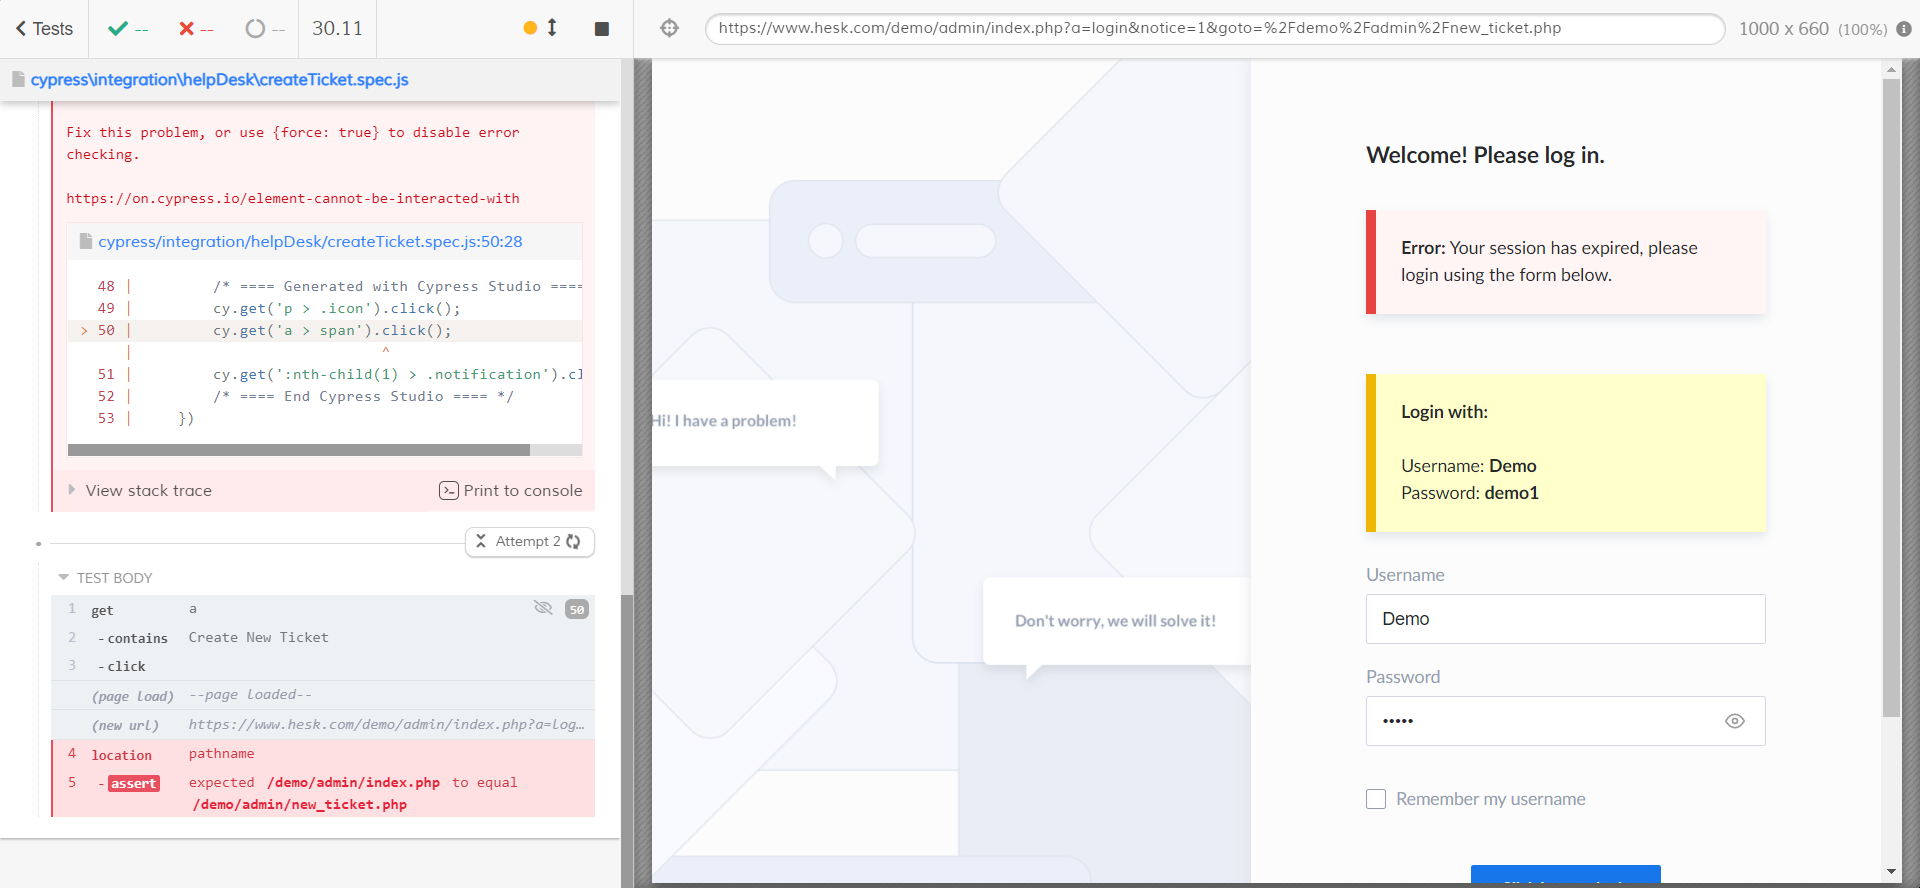 Tests
--
--
--
30.11
https://www.hesk.com/demo/admin/index.php?a=login&notice=1&goto=%2Fdemo%2Fadmin%2Fnew_ticket.php
1000 x 660 (100%)
cypress\integration\helpDesk\createTicket.spec.js
Fix this problem, or use {force: true} to disable error
checking.
https://on.cypress.io/element-cannot-be-interacted-with
cypress/integration/helpDesk/createTicket.spec.js:50:28
48 | /* ==== Generated with Cypress Studio ====
49 | cy.get('p > .icon').click();
> 50 | cy.get('a > span').click();
| ^
51 | cy.get(':nth-child(1) > .notification').cl
52 | /* ==== End Cypress Studio ==== */
53 | })
View stack trace
Print to console
Attempt 2
TEST BODY
1 get a 50
2 -contains Create New Ticket
3 -click
(page load) --page loaded--
(new url) https://www.hesk.com/demo/admin/index.php?a=log...
4 location pathname
5 -assert expected /demo/admin/index.php to equal
/demo/admin/new_ticket.php
Hi! I have a problem!
Don't worry, we will solve it!
Welcome! Please log in.
Error: Your session has expired, please
login using the form below.
Login with:
Username: Demo
Password: demo1
Username
Demo
Password
•••••
Remember my username